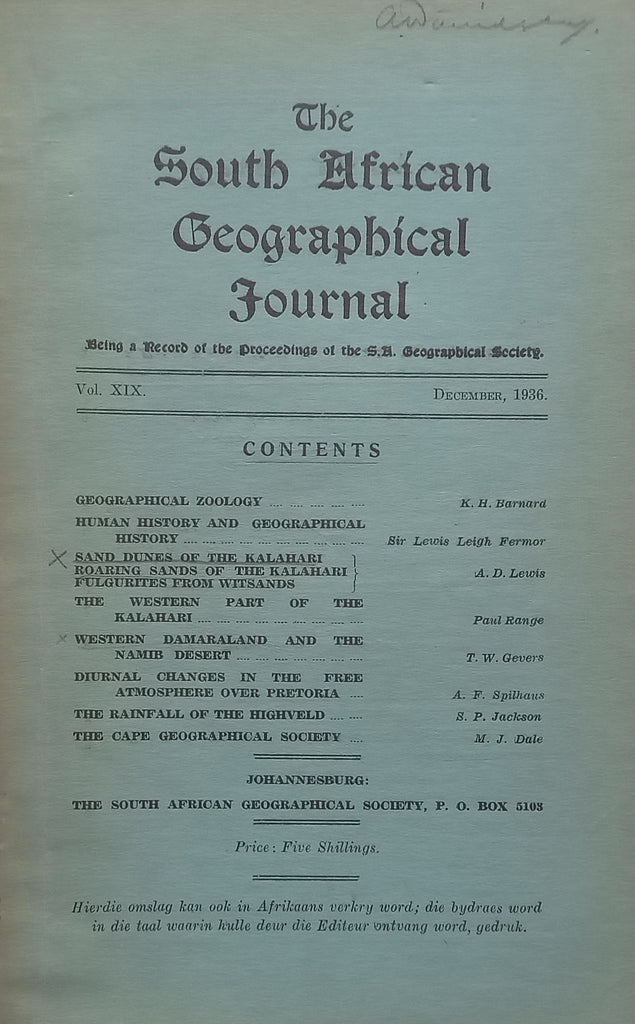 The
South African
Geographical
Journal
Being a Record of the Proceedings of the S.A. Geographical Society.
Vol. XIX. December, 1936.
CONTENTS
GEOGRAPHICAL ZOOLOGY .... .... .... .... .... K. H. Barnard
HUMAN HISTORY AND GEOGRAPHICAL
HISTORY .... .... .... .... .... .... .... .... .... Sir Lewis Leigh Fermor
SAND DUNES OF THE KALAHARI
ROARING SANDS OF THE KALAHARI } A. D. Lewis
FULGURITES FROM WITSANDS
THE WESTERN PART OF THE
KALAHARI .... .... .... .... .... .... .... .... .... Paul Range
WESTERN DAMARALAND AND THE
NAMIB DESERT .... .... .... .... .... .... .... T. W. Gevers
DIURNAL CHANGES IN THE FREE
ATMOSPHERE OVER PRETORIA .... A. F. Spilhaus
THE RAINFALL OF THE HIGHVELD .... .... S. P. Jackson
THE CAPE GEOGRAPHICAL SOCIETY .... M. J. Dale
JOHANNESBURG:
THE SOUTH AFRICAN GEOGRAPHICAL SOCIETY, P. O. BOX 5103
Price: Five Shillings.
Hierdie omslag kan ook in Afrikaans verkry word; die bydraes word
in die taal waarin hulle deur die Editeur ontvang word, gedruk.